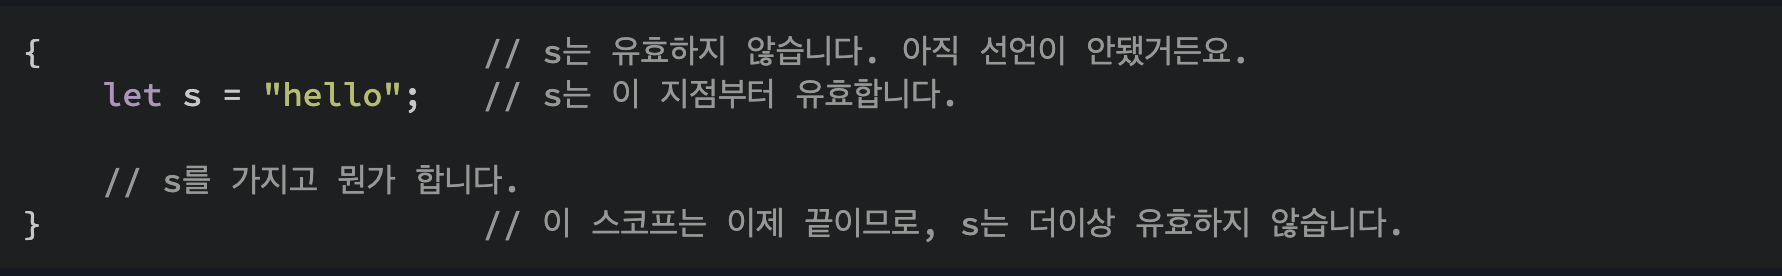 { // s는 유효하지 않습니다. 아직 선언이 안됐거든요.
let s = "hello"; // s는 이 지점부터 유효합니다.
// s를 가지고 뭔가 합니다.
} // 이 스코프는 이제 끝이므로, s는 더이상 유효하지 않습니다.